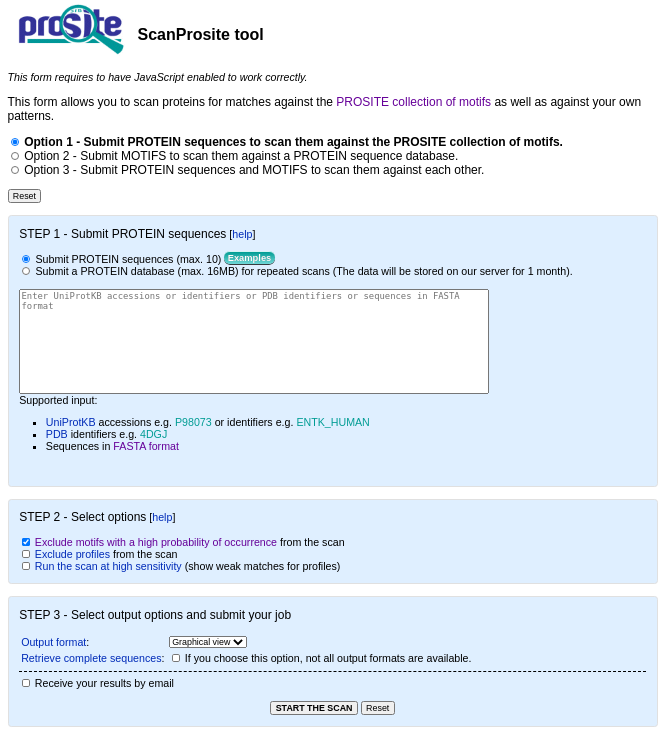 prosite
ScanProsite tool
This form requires to have JavaScript enabled to work correctly.
This form allows you to scan proteins for matches against the PROSITE collection of motifs as well as against your own
patterns.
Option 1 - Submit PROTEIN sequences to scan them against the PROSITE collection of motifs.
Option 2 - Submit MOTIFS to scan them against a PROTEIN sequence database.
Option 3 - Submit PROTEIN sequences and MOTIFS to scan them against each other.
Reset
STEP 1 - Submit PROTEIN sequences [help]
Submit PROTEIN sequences (max. 10) Examples
Submit a PROTEIN database (max. 16MB) for repeated scans (The data will be stored on our server for 1 month).
Enter UniProtKB accessions or identifiers or PDB identifiers or sequences in FASTA
format
Supported input:
UniProtKB accessions e.g. P98073 or identifiers e.g. ENTK_HUMAN
PDB identifiers e.g. 4DGJ
Sequences in FASTA format
STEP 2 - Select options [help]
Exclude motifs with a high probability of occurrence from the scan
Exclude profiles from the scan
Run the scan at high sensitivity (show weak matches for profiles)
STEP 3 - Select output options and submit your job
Output format: Graphical view
Retrieve complete sequences: If you choose this option, not all output formats are available.
Receive your results by email
START THE SCAN Reset